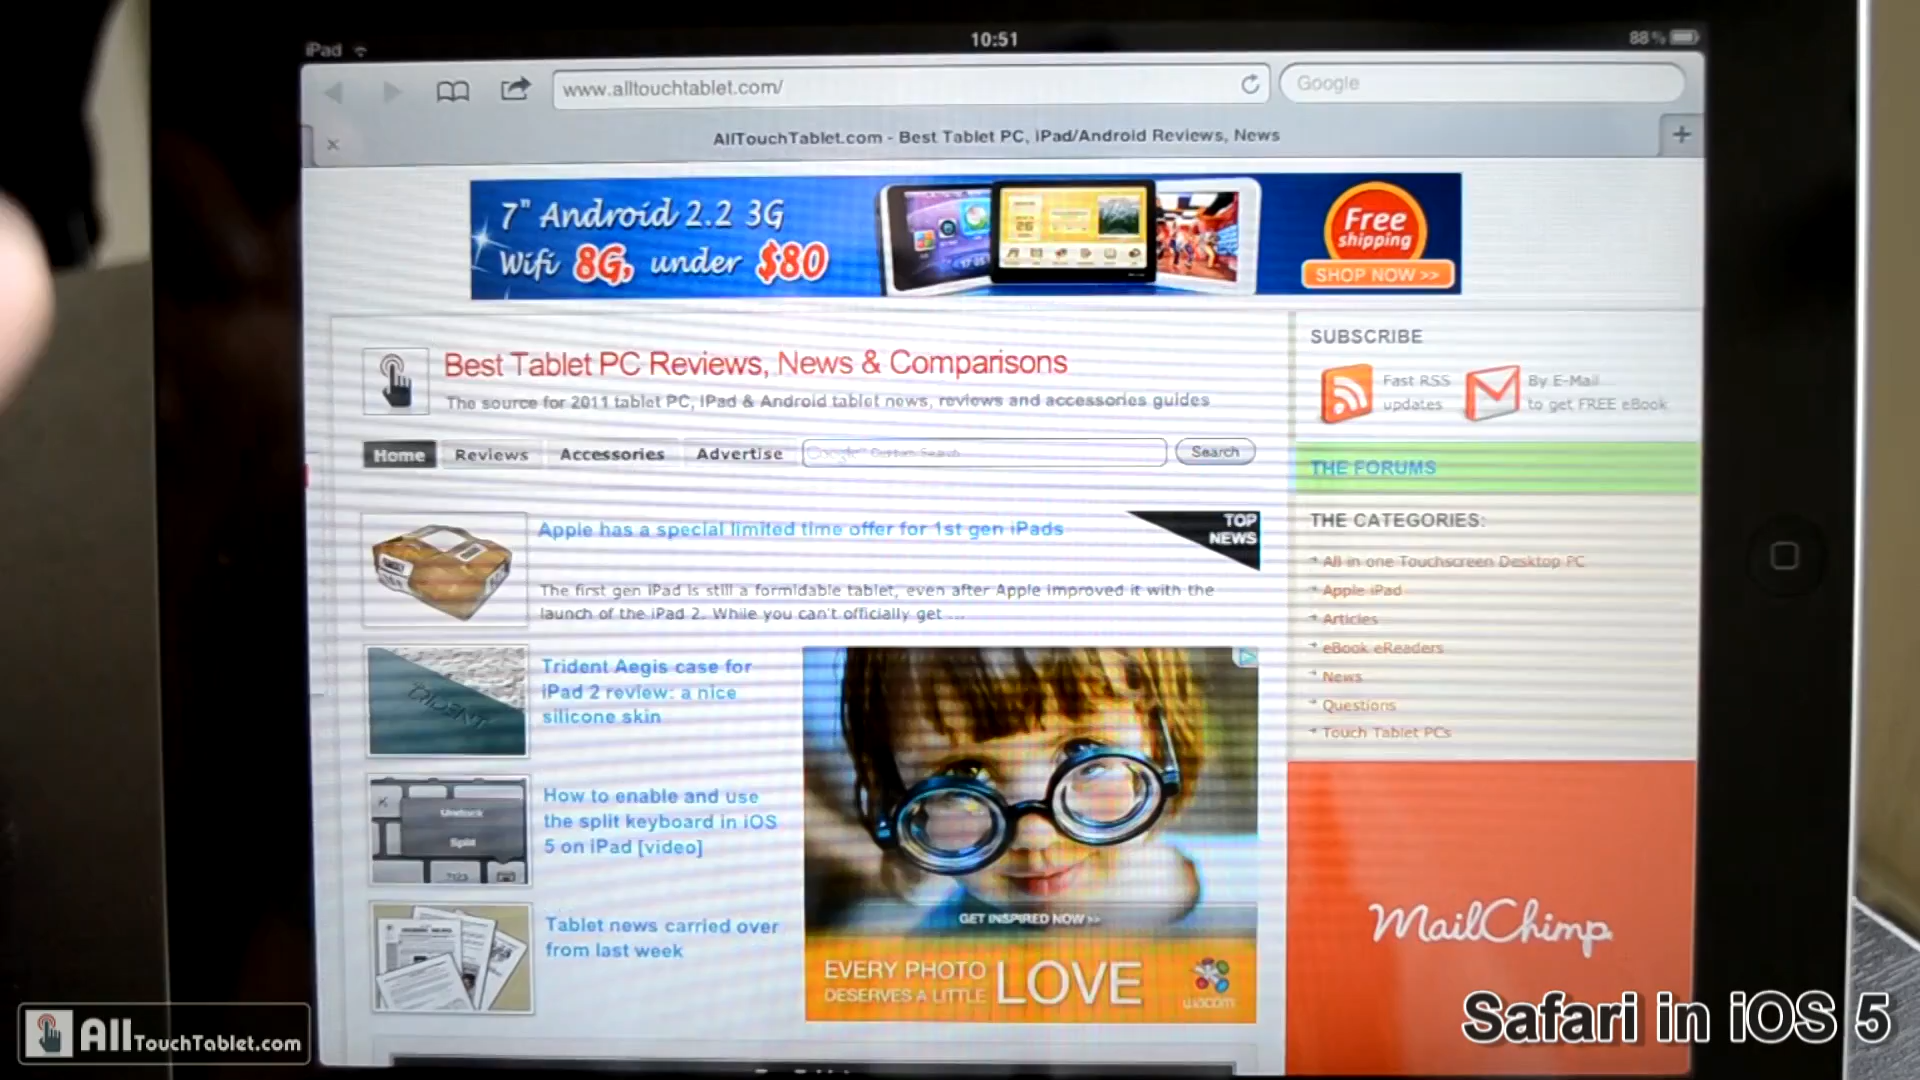 iPad
10:51
88%
www.alltouchtablet.com/
Google
AllTouchTablet.com - Best Tablet PC, iPad/Android Reviews, News
7" Android 2.2 3G
Wifi 8G, under $80
Free
shipping
SHOP NOW >>
Best Tablet PC Reviews, News & Comparisons
The source for 2011 tablet PC, iPad & Android tablet news, reviews and accessories guides
SUBSCRIBE
Fast RSS
updates
By E-Mail
to get FREE eBook
Home
Reviews
Accessories
Advertise
Google™ Custom Search
Search
THE FORUMS
Apple has a special limited time offer for 1st gen iPads
TOP
NEWS
The first gen iPad is still a formidable tablet, even after Apple improved it with the
launch of the iPad 2. While you can't officially get ...
THE CATEGORIES:
All in one Touchscreen Desktop PC
Apple iPad
Articles
eBook eReaders
News
Questions
Touch Tablet PCs
TRIDENT
Trident Aegis case for
iPad 2 review: a nice
silicone skin
Undock
Split
.?123
How to enable and use
the split keyboard in iOS
5 on iPad [video]
Tablet news carried over
from last week
GET INSPIRED NOW >>
EVERY PHOTO
DESERVES A LITTLE
LOVE
wacom
MailChimp
AllTouchTablet.com
Safari in iOS 5